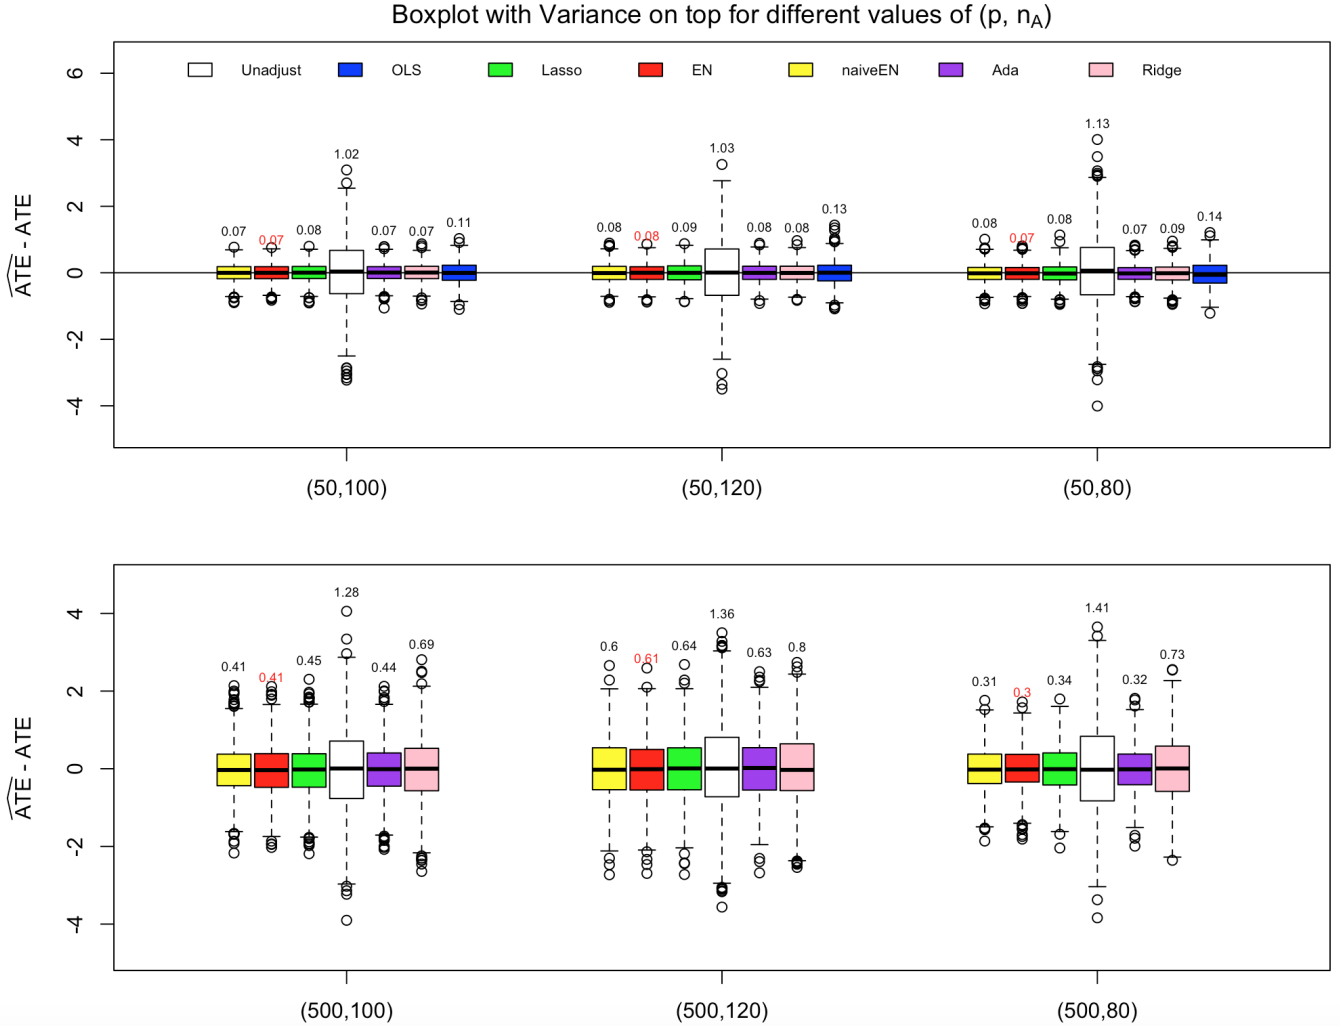 Boxplot with Variance on top for different values of (p, nA)
Unadjust OLS Lasso EN naiveEN Ada Ridge
ATE - ATE
6
4
2
0
-2
-4
0.07 0.07 0.08 1.02 0.07 0.07 0.11
0.08 0.08 0.09 1.03 0.08 0.08 0.13
0.08 0.07 0.08 1.13 0.07 0.09 0.14
(50,100) (50,120) (50,80)
ATE - ATE
4
2
0
-2
-4
0.41 0.41 0.45 1.28 0.44 0.69
0.6 0.61 0.64 1.36 0.63 0.8
0.31 0.3 0.34 1.41 0.32 0.73
(500,100) (500,120) (500,80)